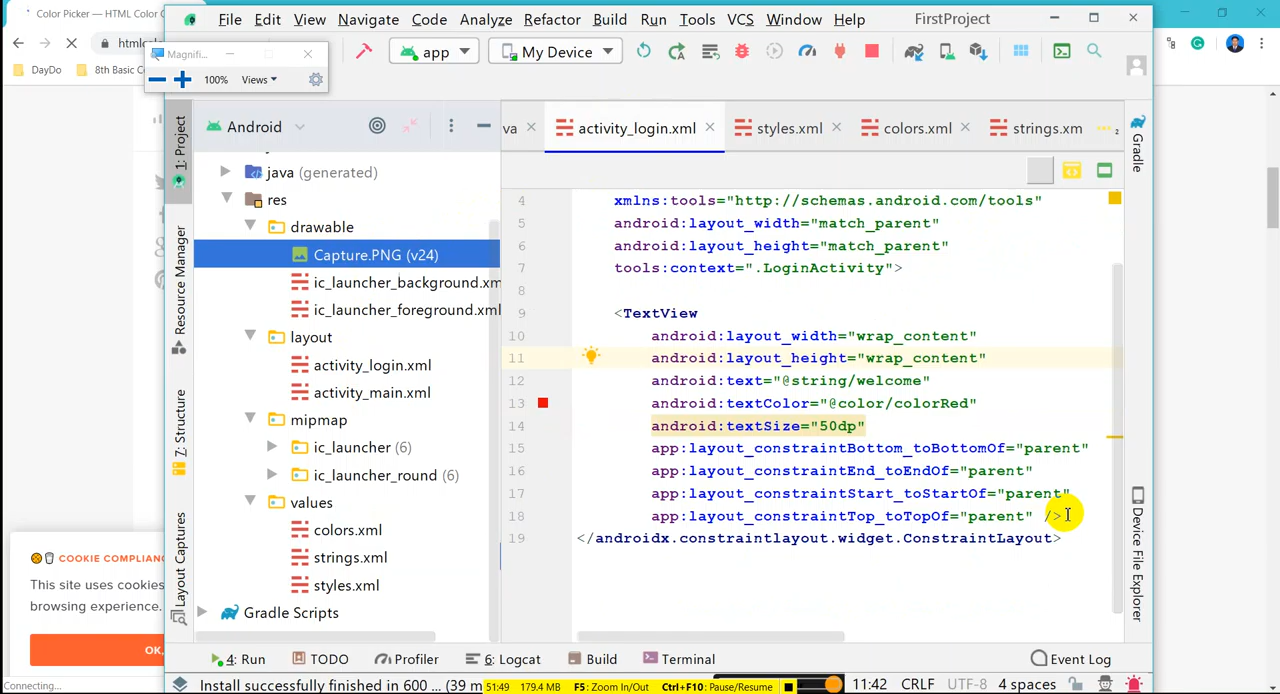 Color Picker — HTML Color C
File Edit View Navigate Code Analyze Refactor Build Run Tools VCS Window Help FirstProject
Magnifi...
100% Views
app
My Device
DayDo
8th Basic C
Android
va
activity_login.xml
styles.xml
colors.xml
strings.xm
1: Project
Resource Manager
7: Structure
Layout Captures
java (generated)
res
drawable
Capture.PNG (v24)
ic_launcher_background.xm
ic_launcher_foreground.xml
layout
activity_login.xml
activity_main.xml
mipmap
ic_launcher (6)
ic_launcher_round (6)
values
colors.xml
strings.xml
styles.xml
Gradle Scripts
4 xmlns:tools="http://schemas.android.com/tools"
5 android:layout_width="match_parent"
6 android:layout_height="match_parent"
7 tools:context=".LoginActivity">
8
9 <TextView
10 android:layout_width="wrap_content"
11 android:layout_height="wrap_content"
12 android:text="@string/welcome"
13 android:textColor="@color/colorRed"
14 android:textSize="50dp"
15 app:layout_constraintBottom_toBottomOf="parent"
16 app:layout_constraintEnd_toEndOf="parent"
17 app:layout_constraintStart_toStartOf="parent"
18 app:layout_constraintTop_toTopOf="parent" />
19 </androidx.constraintlayout.widget.ConstraintLayout>
Gradle
Device File Explorer
COOKIE COMPLIANC
This site uses cookies
browsing experience.
OK,
Connecting...
4: Run TODO Profiler 6: Logcat Build Terminal Event Log
Install successfully finished in 600 ... (39 m
51:49 179.4 MB F5: Zoom In/Out Ctrl+F10: Pause/Resume
11:42 CRLF UTF-8 4 spaces